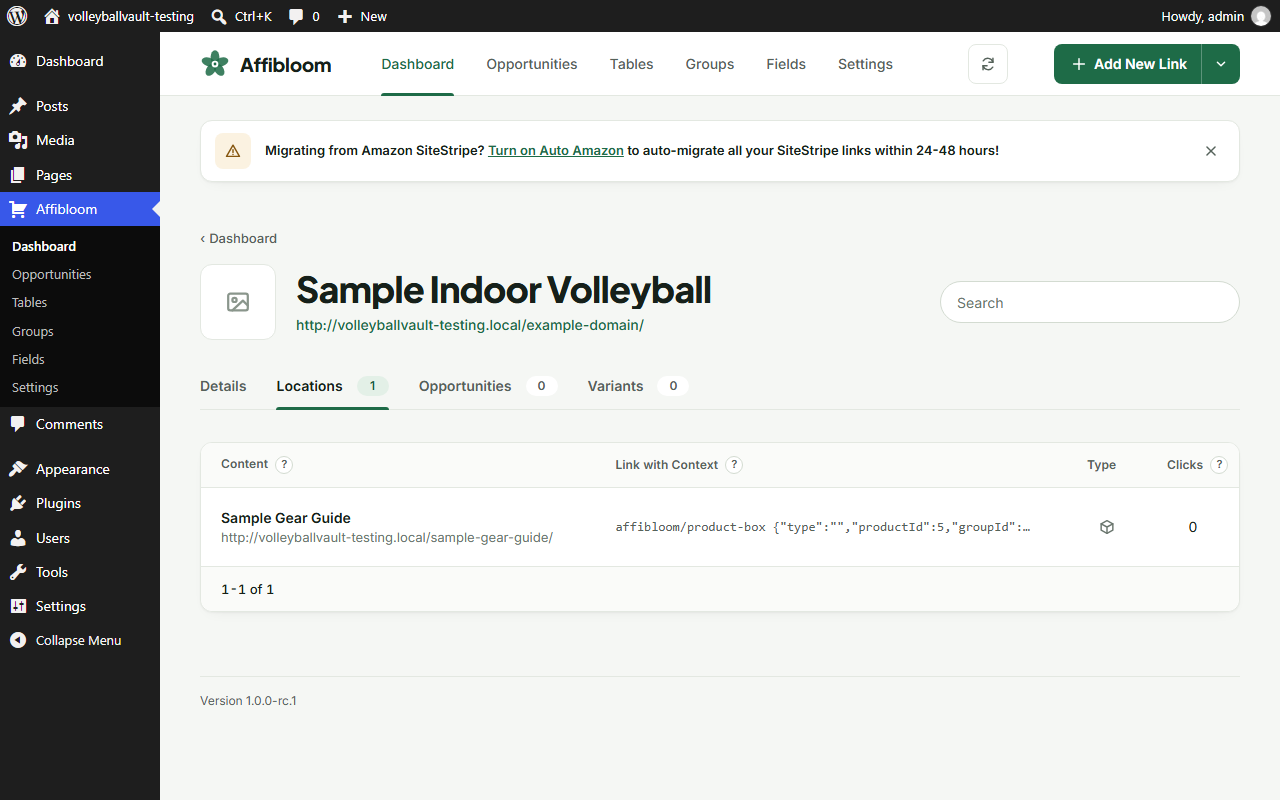 volleyballvault-testing
Ctrl+K
0
New
Howdy, admin
Dashboard
Posts
Media
Pages
Affibloom
Dashboard
Opportunities
Tables
Groups
Fields
Settings
Comments
Appearance
Plugins
Users
Tools
Settings
Collapse Menu
Affibloom
Dashboard
Opportunities
Tables
Groups
Fields
Settings
Add New Link
Migrating from Amazon SiteStripe? Turn on Auto Amazon to auto-migrate all your SiteStripe links within 24-48 hours!
‹ Dashboard
Sample Indoor Volleyball
http://volleyballvault-testing.local/example-domain/
Search
Details
Locations 1
Opportunities 0
Variants 0
Content ?
Link with Context ?
Type
Clicks ?
Sample Gear Guide
http://volleyballvault-testing.local/sample-gear-guide/
affibloom/product-box {"type":"","productId":5,"groupId":…
0
1-1 of 1
Version 1.0.0-rc.1